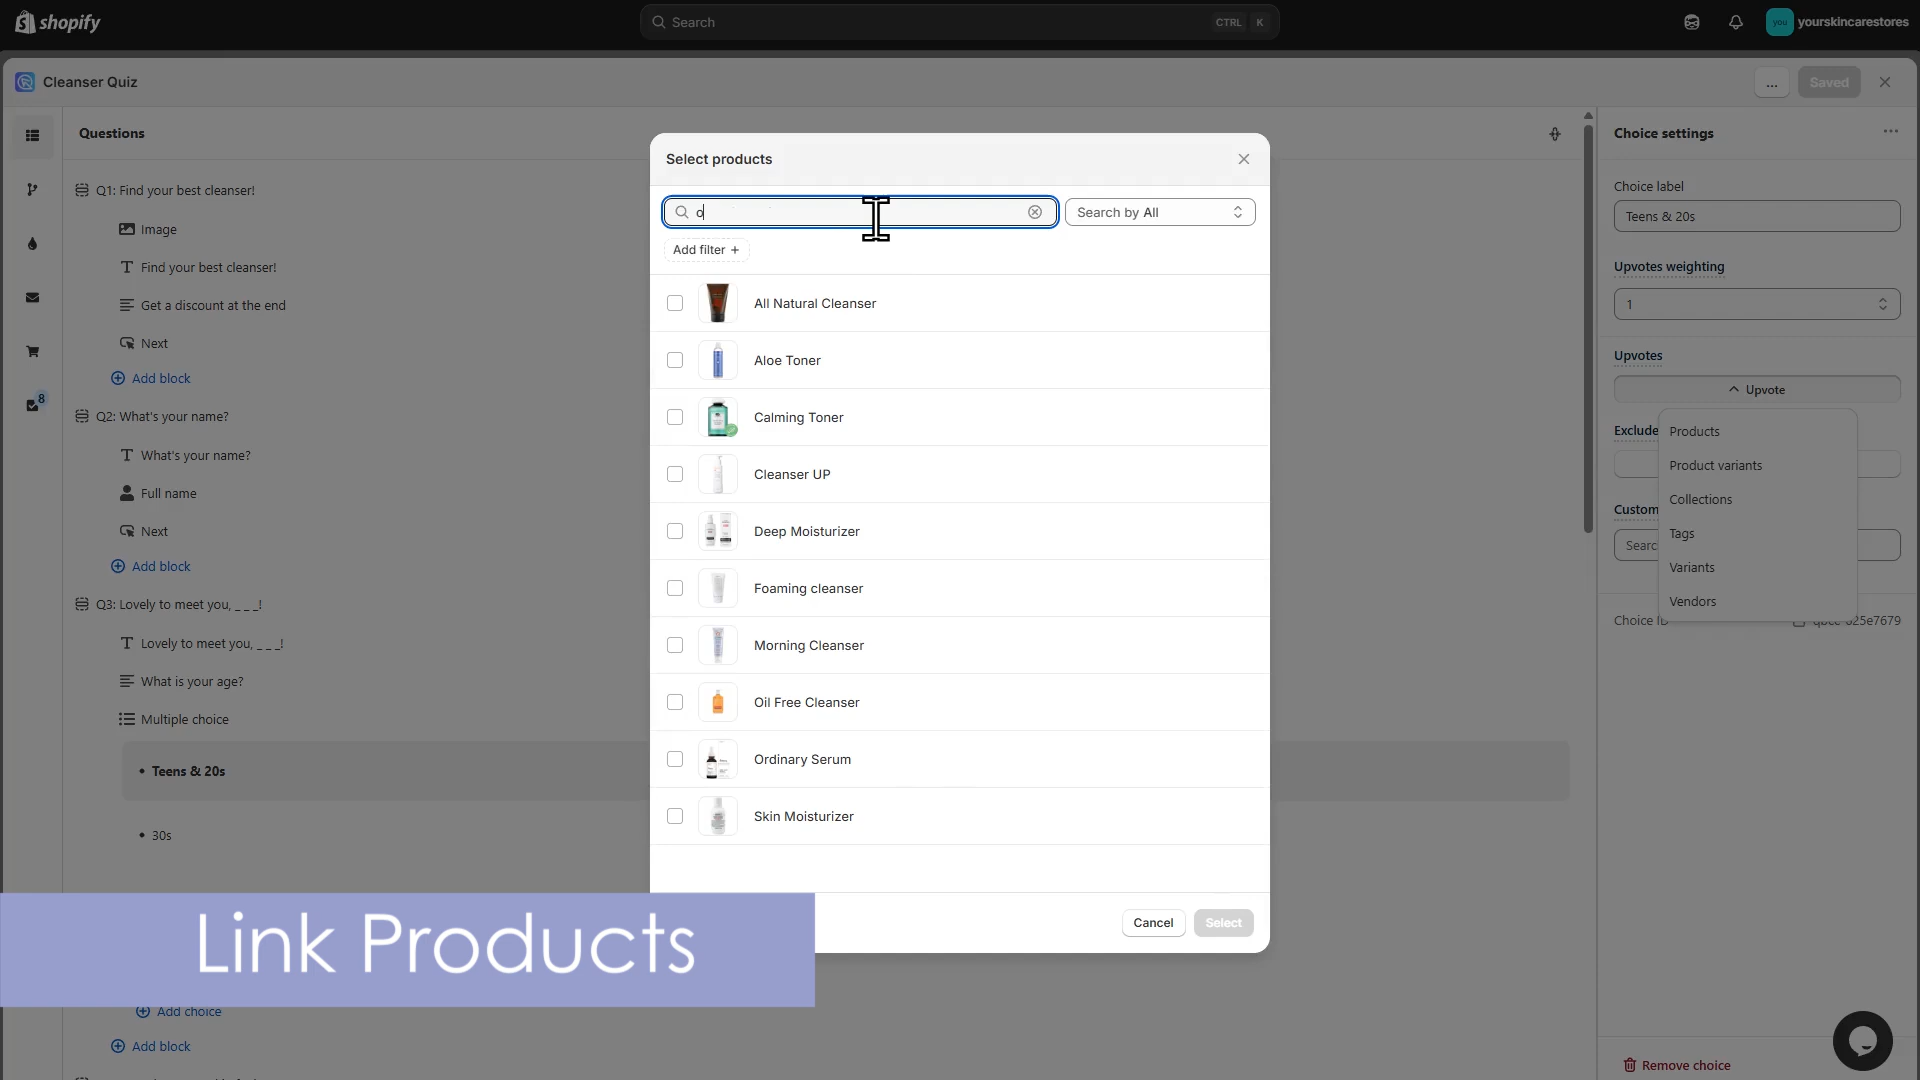 shopify
Search
CTRL K
you
yourskincarestores
Cleanser Quiz
...
Saved
Questions
Q1: Find your best cleanser!
Image
Find your best cleanser!
Get a discount at the end
Next
Add block
Q2: What's your name?
What's your name?
Full name
Next
Add block
Q3: Lovely to meet you, _ _ _!
Lovely to meet you, _ _ _!
What is your age?
Multiple choice
Teens & 20s
30s
Add choice
Add block
8
Select products
o
Search by All
Add filter +
All Natural Cleanser
Aloe Toner
Calming Toner
Cleanser UP
Deep Moisturizer
Foaming cleanser
Morning Cleanser
Oil Free Cleanser
Ordinary Serum
Skin Moisturizer
Cancel
Select
Choice settings
Choice label
Teens & 20s
Upvotes weighting
1
Upvotes
Upvote
Exclude
Products
Product variants
Collections
Custom
Tags
Searc
Variants
Vendors
Choice ID
Remove choice
Link Products